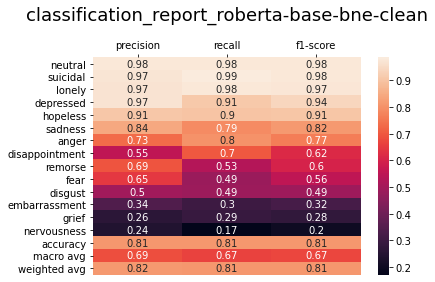 classification_report_roberta-base-bne-clean
precision recall f1-score
neutral 0.98 0.98 0.98
suicidal 0.97 0.99 0.98
lonely 0.97 0.98 0.97
depressed 0.97 0.91 0.94
hopeless 0.91 0.9 0.91
sadness 0.84 0.79 0.82
anger 0.73 0.8 0.77
disappointment 0.55 0.7 0.62
remorse 0.69 0.53 0.6
fear 0.65 0.49 0.56
disgust 0.5 0.49 0.49
embarrassment 0.34 0.3 0.32
grief 0.26 0.29 0.28
nervousness 0.24 0.17 0.2
accuracy 0.81 0.81 0.81
macro avg 0.69 0.67 0.67
weighted avg 0.82 0.81 0.81
0.9
0.8
0.7
0.6
0.5
0.4
0.3
0.2